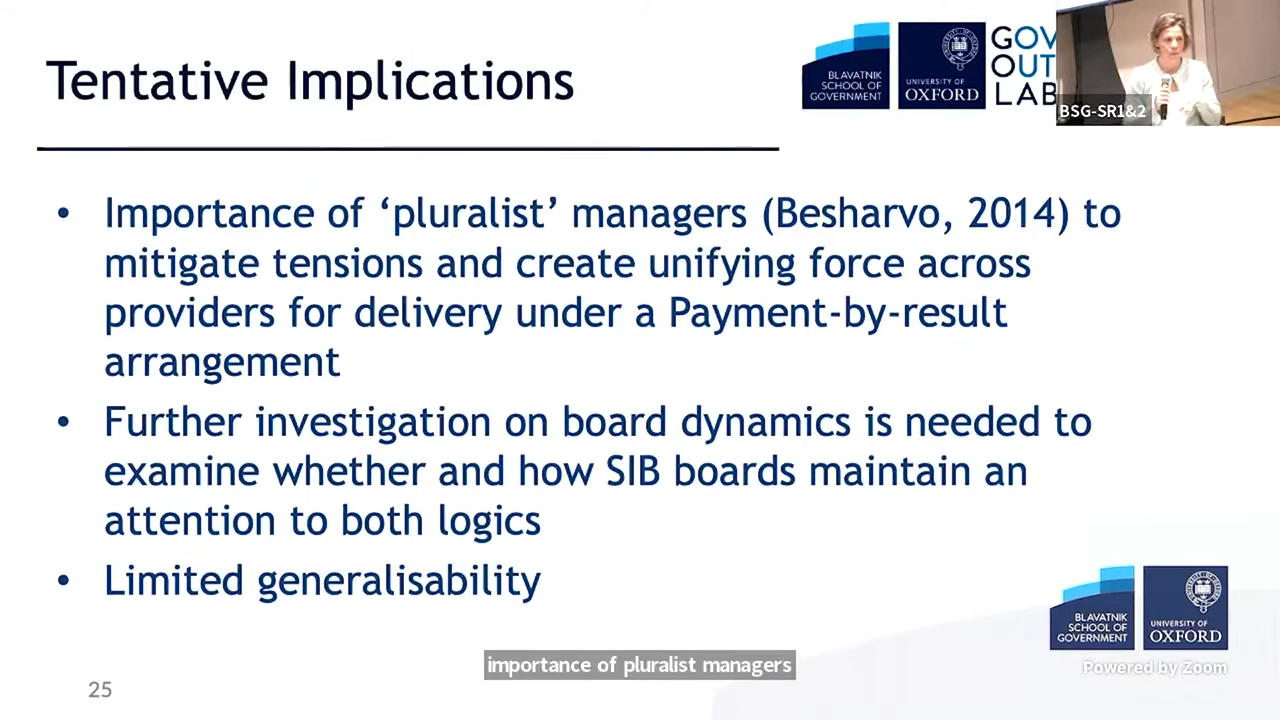 Tentative Implications
BLAVATNIK
SCHOOL OF
GOVERNMENT
UNIVERSITY OF
OXFORD
GOV
OUT
LAB
BSG-SR1&2
• Importance of ‘pluralist’ managers (Besharvo, 2014) to
mitigate tensions and create unifying force across
providers for delivery under a Payment-by-result
arrangement
• Further investigation on board dynamics is needed to
examine whether and how SIB boards maintain an
attention to both logics
• Limited generalisability
BLAVATNIK
SCHOOL OF
GOVERNMENT
UNIVERSITY OF
OXFORD
importance of pluralist managers
Powered by Zoom
25